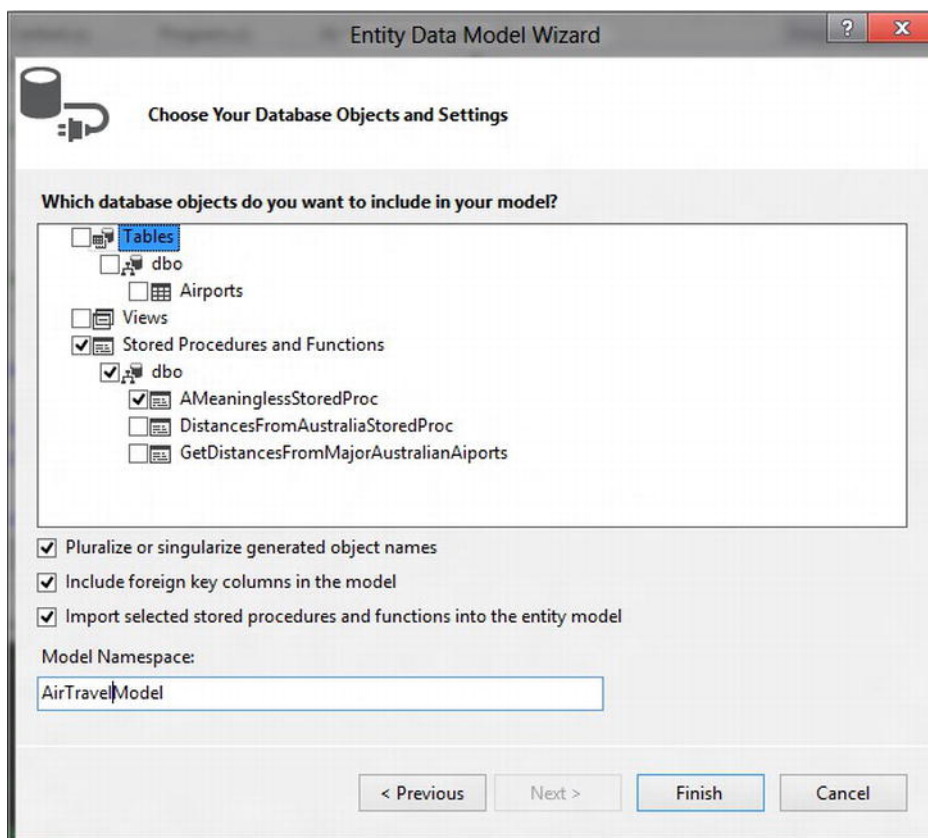 Entity Data Model Wizard
?
X
Choose Your Database Objects and Settings
Which database objects do you want to include in your model?
Tables
dbo
Airports
Views
Stored Procedures and Functions
dbo
AMeaninglessStoredProc
DistancesFromAustraliaStoredProc
GetDistancesFromMajorAustralianAiports
Pluralize or singularize generated object names
Include foreign key columns in the model
Import selected stored procedures and functions into the entity model
Model Namespace:
AirTravelModel
< Previous
Next >
Finish
Cancel